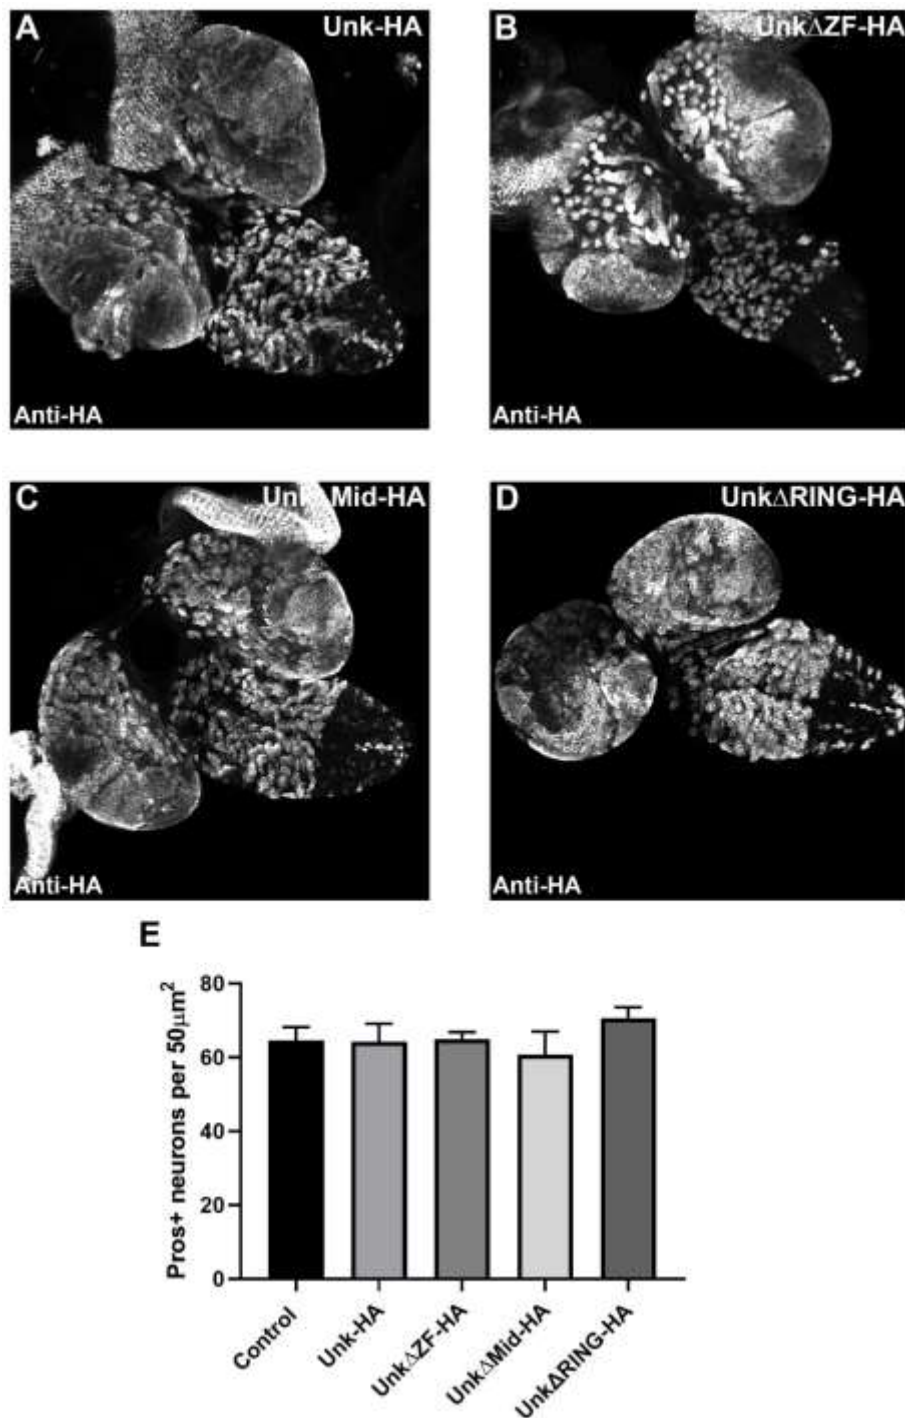 A
Unk-HA
Anti-HA
B
UnkΔZF-HA
Anti-HA
C
Unk Mid-HA
Anti-HA
D
UnkΔRING-HA
Anti-HA
E
Pros+ neurons per 50μm²
80
60
40
20
0
Control
Unk-HA
UnkΔZF-HA
UnkΔMid-HA
UnkΔRING-HA